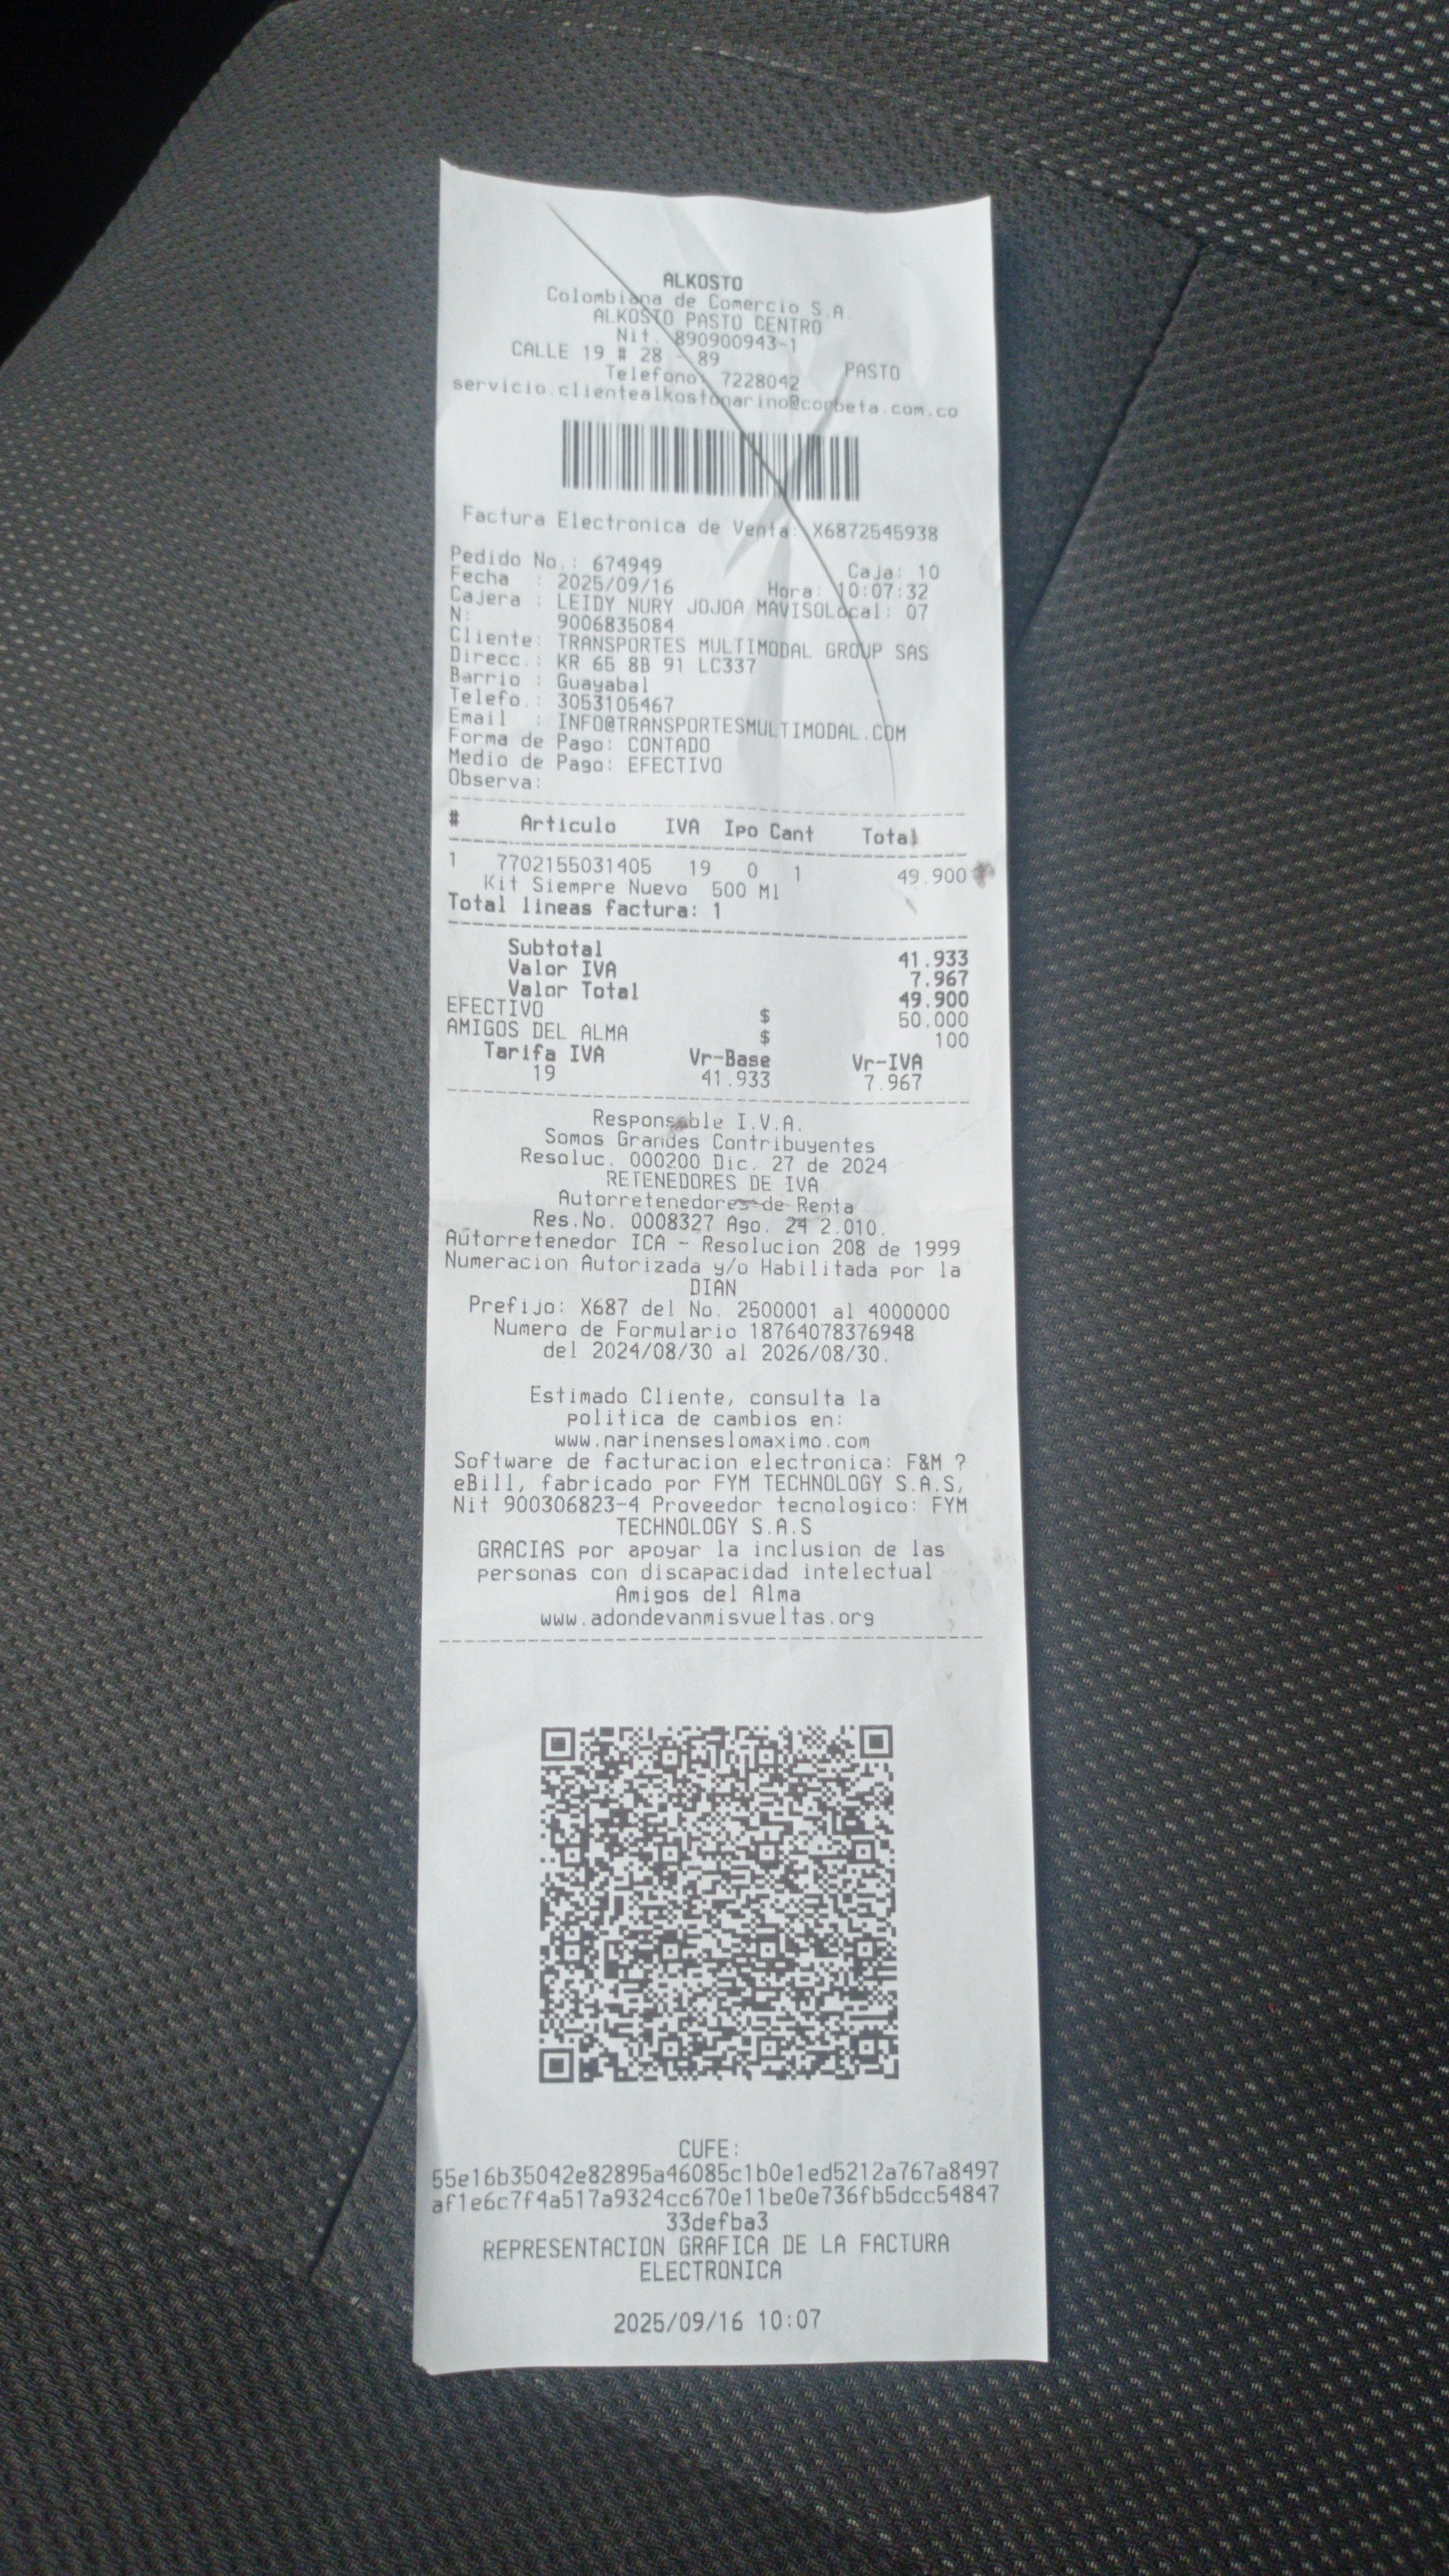 ALKOSTO
Colombiana de Comercio S.A.
ALKOSTO PASTO CENTRO
Nit. 890900943-1
CALLE 19 # 28 - 89 PASTO
Telefono: 7228042
servicio.clientealkostonarino@corbeta.com.co
Factura Electronica de Venta: X6872545938
Pedido No.: 674949 Caja: 10
Fecha : 2025/09/16 Hora: 10:07:32
Cajera : LEIDY NURY JOJOA MAVISOLocal: 07
N: 9006835084
Cliente: TRANSPORTES MULTIMODAL GROUP SAS
Direcc.: KR 65 8B 91 LC337
Barrio : Guayabal
Telefo.: 3053105467
Email : INFO@TRANSPORTESMULTIMODAL.COM
Forma de Pago: CONTADO
Medio de Pago: EFECTIVO
Observa:
# Articulo IVA Ipo Cant Total
1 7702155031405 19 0 1 49.900
Kit Siempre Nuevo 500 Ml
Total lineas factura: 1
Subtotal 41.933
Valor IVA 7.967
Valor Total 49.900
EFECTIVO $ 50.000
AMIGOS DEL ALMA $ 100
Tarifa IVA Vr-Base Vr-IVA
19 41.933 7.967
Responsable I.V.A.
Somos Grandes Contribuyentes
Resoluc. 000200 Dic. 27 de 2024
RETENEDORES DE IVA
Autorretenedores de Renta
Res.No. 0008327 Ago. 24 2.010.
Autorretenedor ICA - Resolucion 208 de 1999
Numeracion Autorizada y/o Habilitada por la
DIAN
Prefijo: X687 del No. 2500001 al 4000000
Numero de Formulario 18764078376948
del 2024/08/30 al 2026/08/30.
Estimado Cliente, consulta la
politica de cambios en:
www.narinenseslomaximo.com
Software de facturacion electronica: F&M ?
eBill, fabricado por FYM TECHNOLOGY S.A.S,
Nit 900306823-4 Proveedor tecnologico: FYM
TECHNOLOGY S.A.S
GRACIAS por apoyar la inclusion de las
personas con discapacidad intelectual
Amigos del Alma
www.adondevanmisvueltas.org
CUFE:
55e16b35042e82895a46085c1b0e1ed5212a767a8497
af1e6c7f4a517a9324cc670e11be0e736fb5dcc54847
33defba3
REPRESENTACION GRAFICA DE LA FACTURA
ELECTRONICA
2025/09/16 10:07